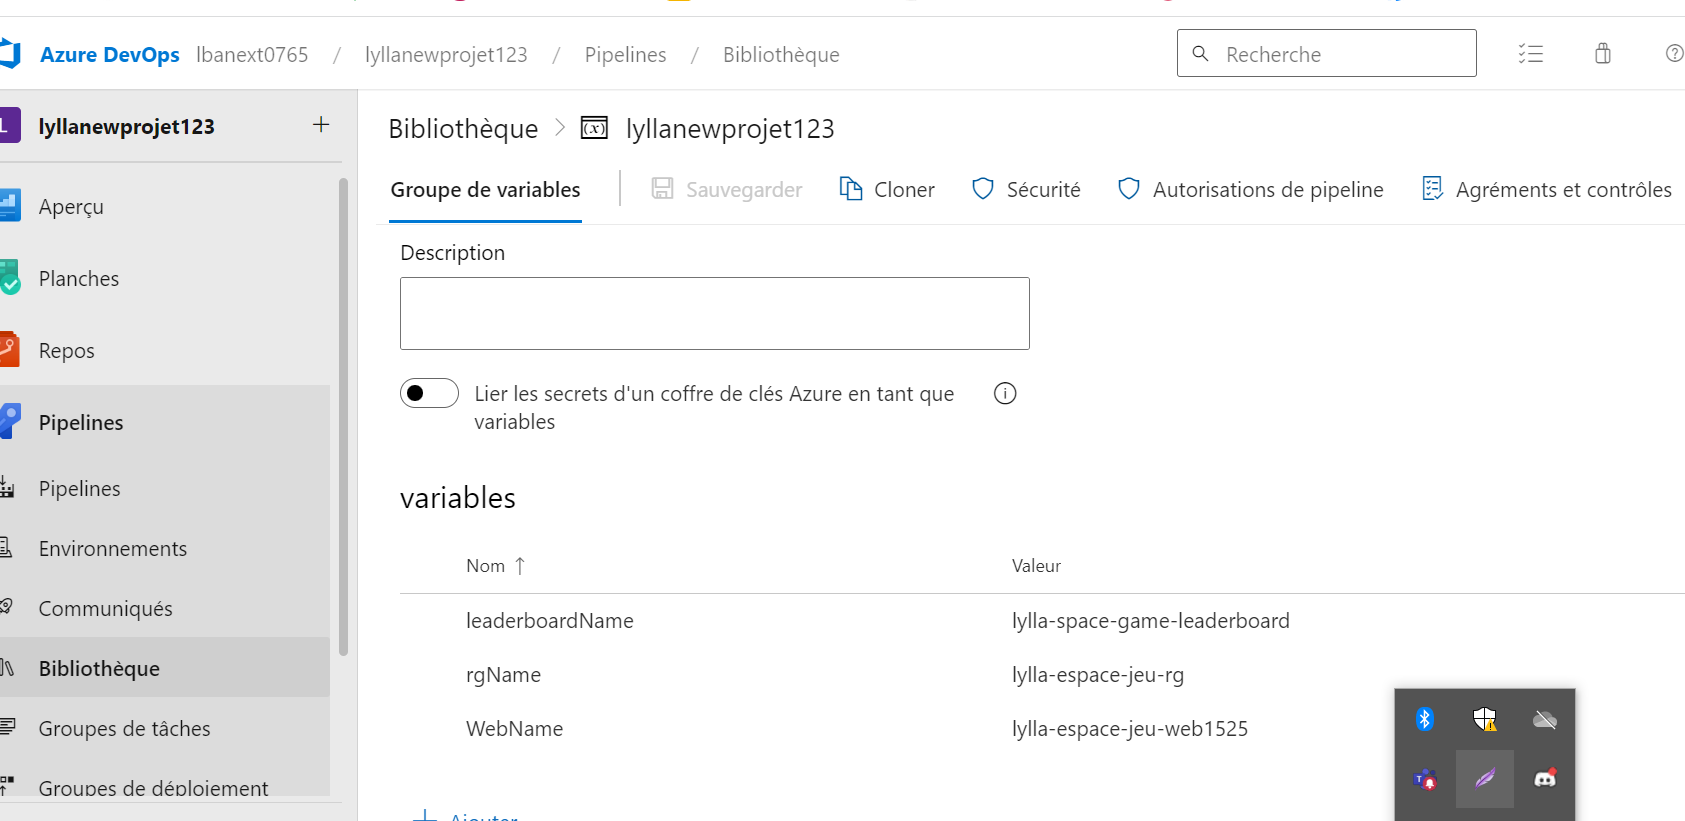 Azure DevOps lbanext0765 / lyllanewprojet123 / Pipelines / Bibliothèque Recherche
L lyllanewprojet123 +
Bibliothèque > (x) lyllanewprojet123
Groupe de variables Sauvegarder Cloner Sécurité Autorisations de pipeline Agréments et contrôles
Aperçu
Planches
Repos
Pipelines
Pipelines
Environnements
Communiqués
Bibliothèque
Groupes de tâches
Groupes de déploiement
Description
Lier les secrets d'un coffre de clés Azure en tant que
variables
variables
Nom ↑ Valeur
leaderboardName lylla-space-game-leaderboard
rgName lylla-espace-jeu-rg
WebName lylla-espace-jeu-web1525
+ Ajouter